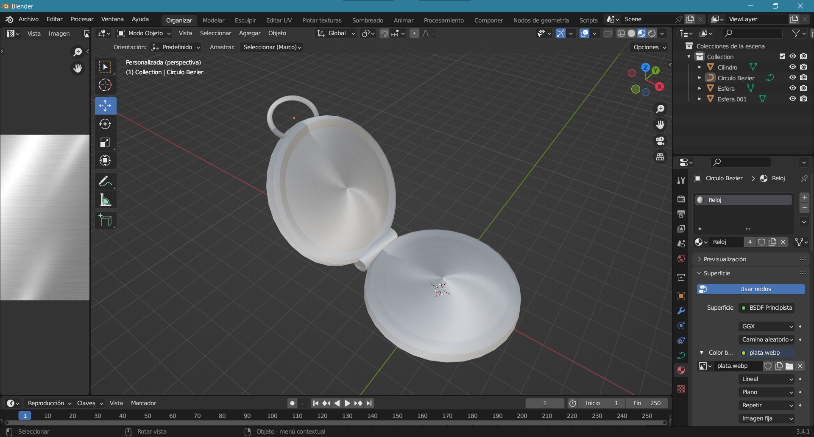 Blender
Archivo Editar Procesar Ventana Ayuda
Organizar Modelar Esculpir Editar UV Pintar texturas Sombreado Animar Procesamiento Componer Nodos de geometría Scripts
Scene
ViewLayer
Vista Imagen
Modo Objeto Vista Seleccionar Agregar Objeto
Global
Orientación: Predefinido Arrastrar: Seleccionar (Marco)
Opciones
Personalizada (perspectiva)
(1) Collection | Círculo Bezier
Z
Y
X
Colecciones de la escena
Collection
Cilindro
Círculo Bezier
Esfera
Esfera.001
Círculo Bezier > Reloj
Reloj
Reloj 4
Previsualización
Superficie
Usar nodos
Superficie BSDF Principista
GGX
Camino aleatorio
Color b... plata.webp
plata.webp
Lineal
Plano
Repetir
Imagen fija
Reproducción Claves Vista Marcador
1 Inicio 1 Fin 250
1 10 20 30 40 50 60 70 80 90 100 110 120 130 140 150 160 170 180 190 200 210 220 230 240 250
Seleccionar Rotar vista Objeto - menú contextual
3.4.1